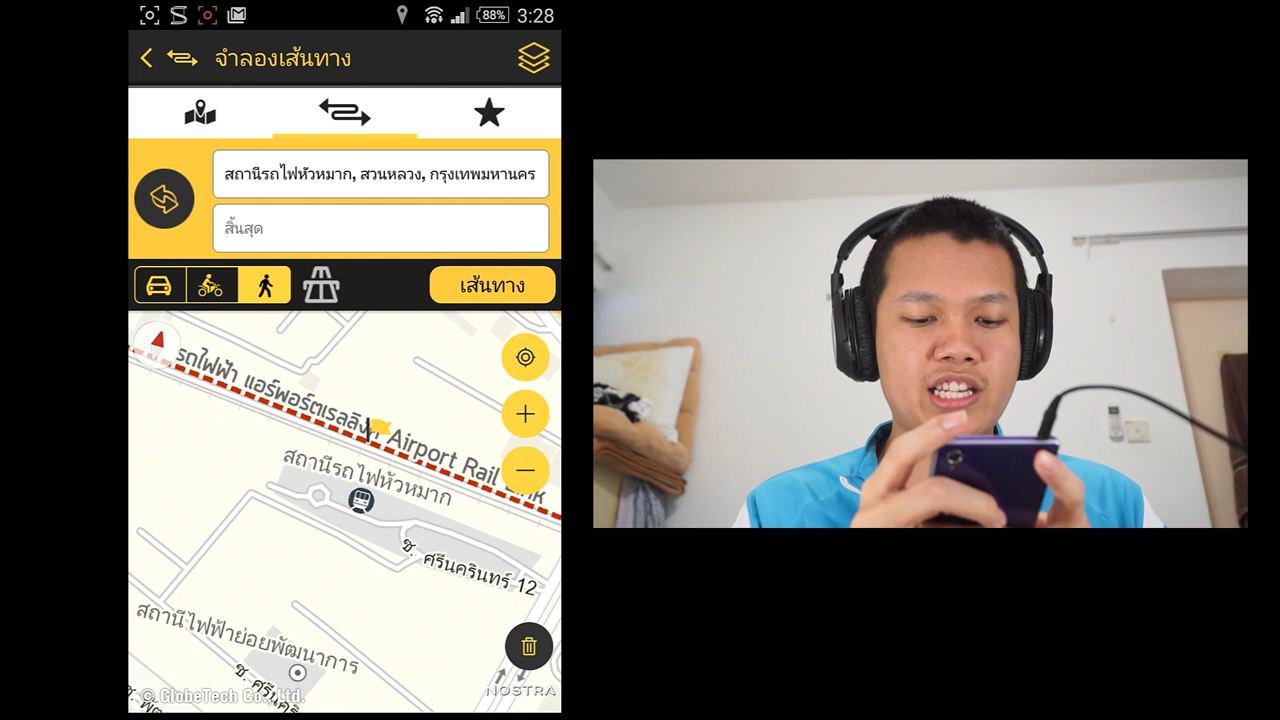 88% 3:28
จำลองเส้นทาง
สถานีรถไฟหัวหมาก, สวนหลวง, กรุงเทพมหานคร
สิ้นสุด
เส้นทาง
รถไฟฟ้า แอร์พอร์ตเรลลิงค์ Airport Rail Link
สถานีรถไฟหัวหมาก
ซ. ศรีนครินทร์ 12
สถานีไฟฟ้าย่อยพัฒนาการ
© GlobeTech Co., Ltd.
NOSTRA